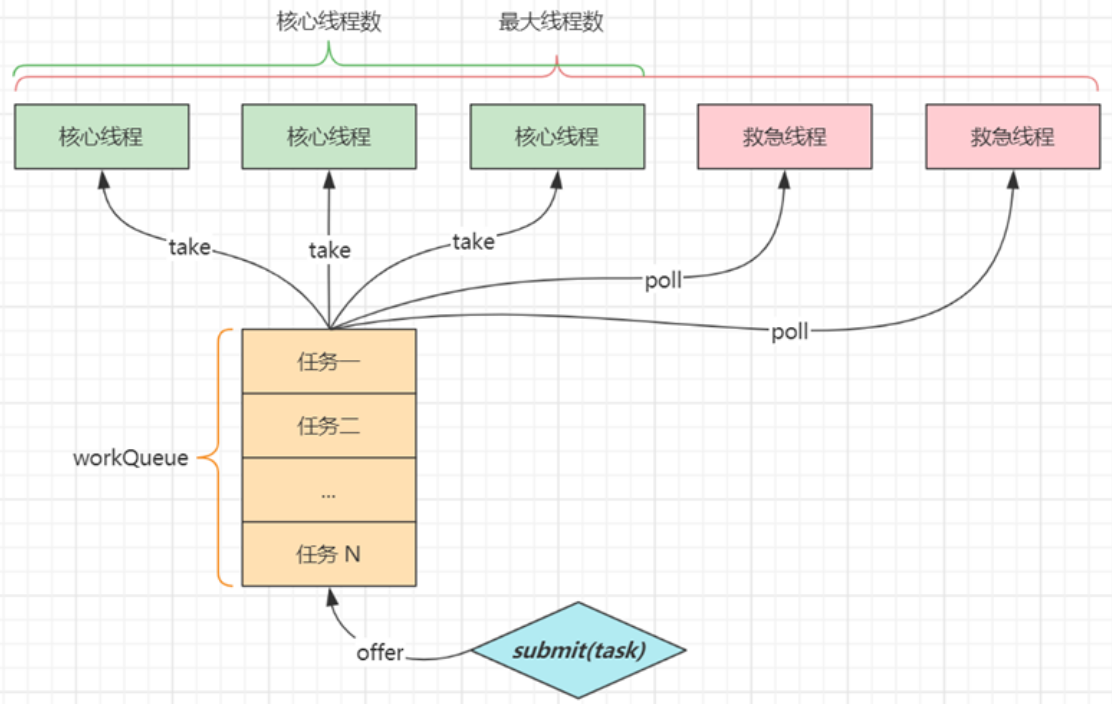 核心线程数
最大线程数
核心线程
核心线程
核心线程
救急线程
救急线程
take
take
take
poll
poll
任务一
任务二
workQueue
...
任务 N
offer
submit(task)